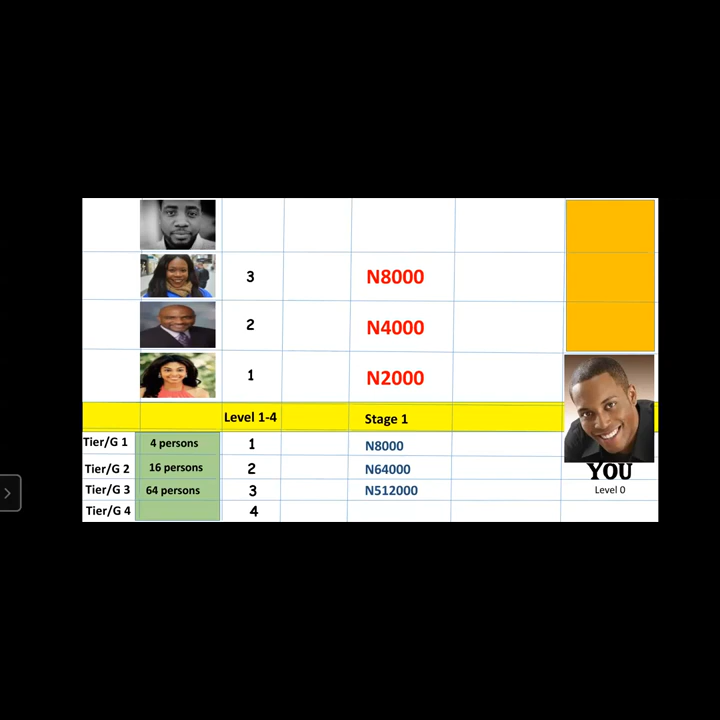 3 N8000
2 N4000
1 N2000
Level 1-4 Stage 1
Tier/G 1 4 persons 1 N8000
YOU
Tier/G 2 16 persons 2 N64000
Tier/G 3 64 persons 3 N512000 Level 0
Tier/G 4 4